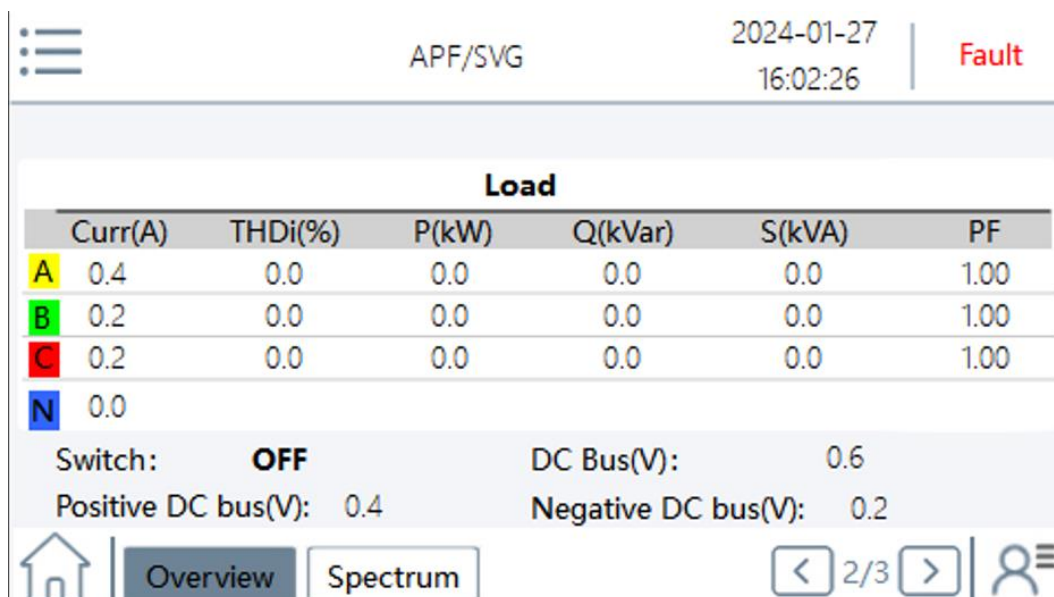 APF/SVG
2024-01-27
16:02:26
Fault
Load
Curr(A) THDi(%) P(kW) Q(kVar) S(kVA) PF
A 0.4 0.0 0.0 0.0 0.0 1.00
B 0.2 0.0 0.0 0.0 0.0 1.00
C 0.2 0.0 0.0 0.0 0.0 1.00
N 0.0
Switch: OFF DC Bus(V): 0.6
Positive DC bus(V): 0.4 Negative DC bus(V): 0.2
Overview Spectrum < 2/3 >